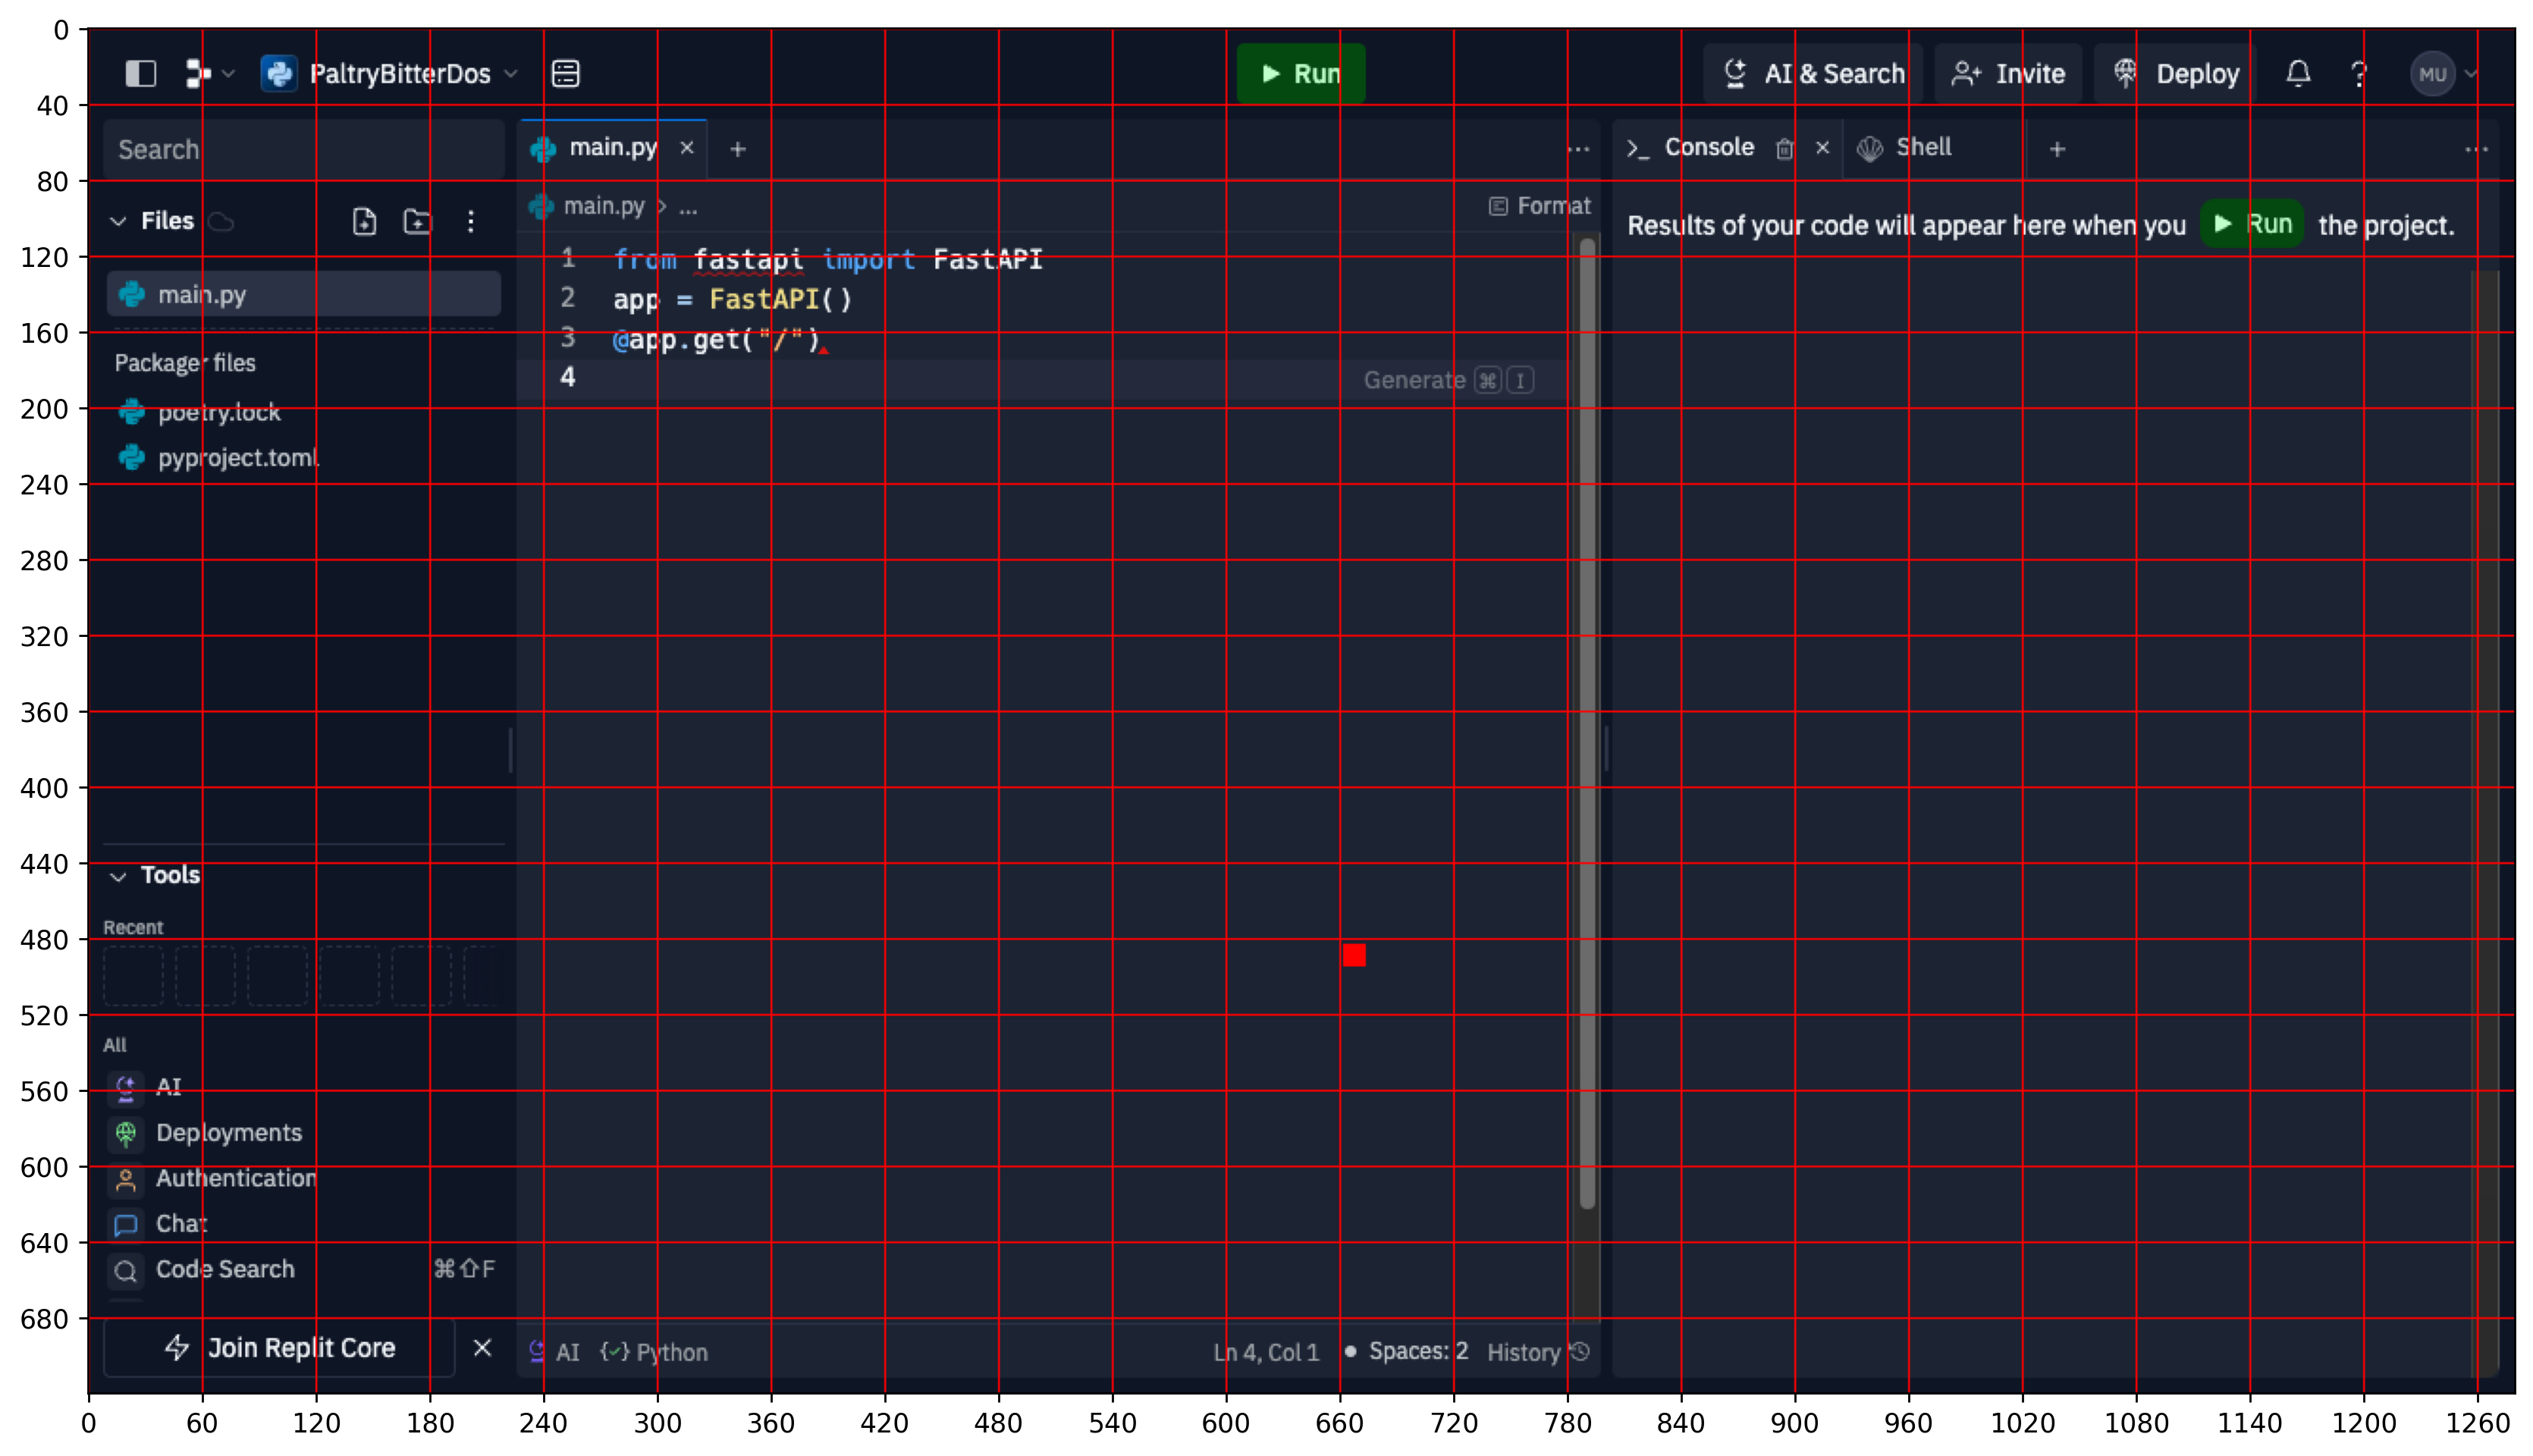 PaltryBitterDos
Run
AI & Search
Invite
Deploy
?
MU
Search
Files
main.py
Packager files
poetry.lock
pyproject.toml
Tools
Recent
All
AI
Deployments
Authentication
Chat
Code Search ⌘⇧F
Join Replit Core
main.py
main.py > ...
Format
1 from fastapi import FastAPI
2 app = FastAPI()
3 @app.get("/")
4
Generate ⌘ I
AI
Python
Ln 4, Col 1
Spaces: 2
History
Console
Shell
Results of your code will appear here when you Run the project.
0
40
80
120
160
200
240
280
320
360
400
440
480
520
560
600
640
680
0 60 120 180 240 300 360 420 480 540 600 660 720 780 840 900 960 1020 1080 1140 1200 1260